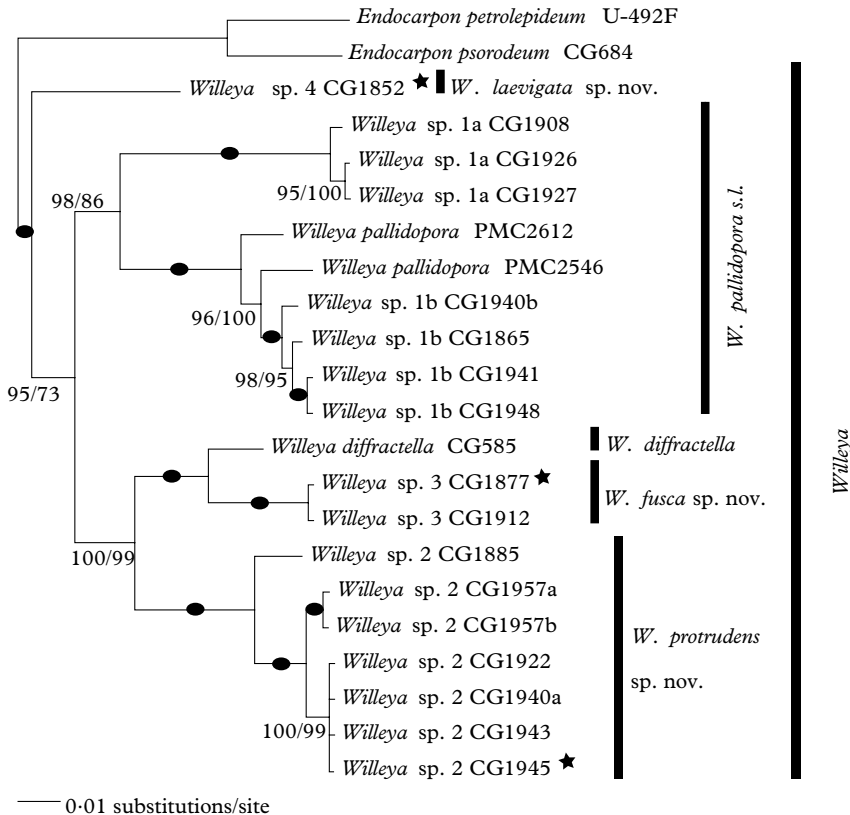 Endocarpon petrolepideum U-492F
Endocarpon psorodeum CG684
Willeya sp. 4 CG1852 ★ W. laevigata sp. nov.
Willeya sp. 1a CG1908
Willeya sp. 1a CG1926
95/100 Willeya sp. 1a CG1927
98/86
Willeya pallidopora PMC2612
Willeya pallidopora PMC2546
W. pallidopora s.l.
Willeya sp. 1b CG1940b
96/100
Willeya sp. 1b CG1865
98/95
Willeya sp. 1b CG1941
95/73
Willeya sp. 1b CG1948
Willeya diffractella CG585
W. diffractella
Willeya
Willeya sp. 3 CG1877 ★
W. fusca sp. nov.
Willeya sp. 3 CG1912
100/99
Willeya sp. 2 CG1885
Willeya sp. 2 CG1957a
Willeya sp. 2 CG1957b
W. protrudens
Willeya sp. 2 CG1922
sp. nov.
Willeya sp. 2 CG1940a
100/99
Willeya sp. 2 CG1943
Willeya sp. 2 CG1945 ★
0·01 substitutions/site